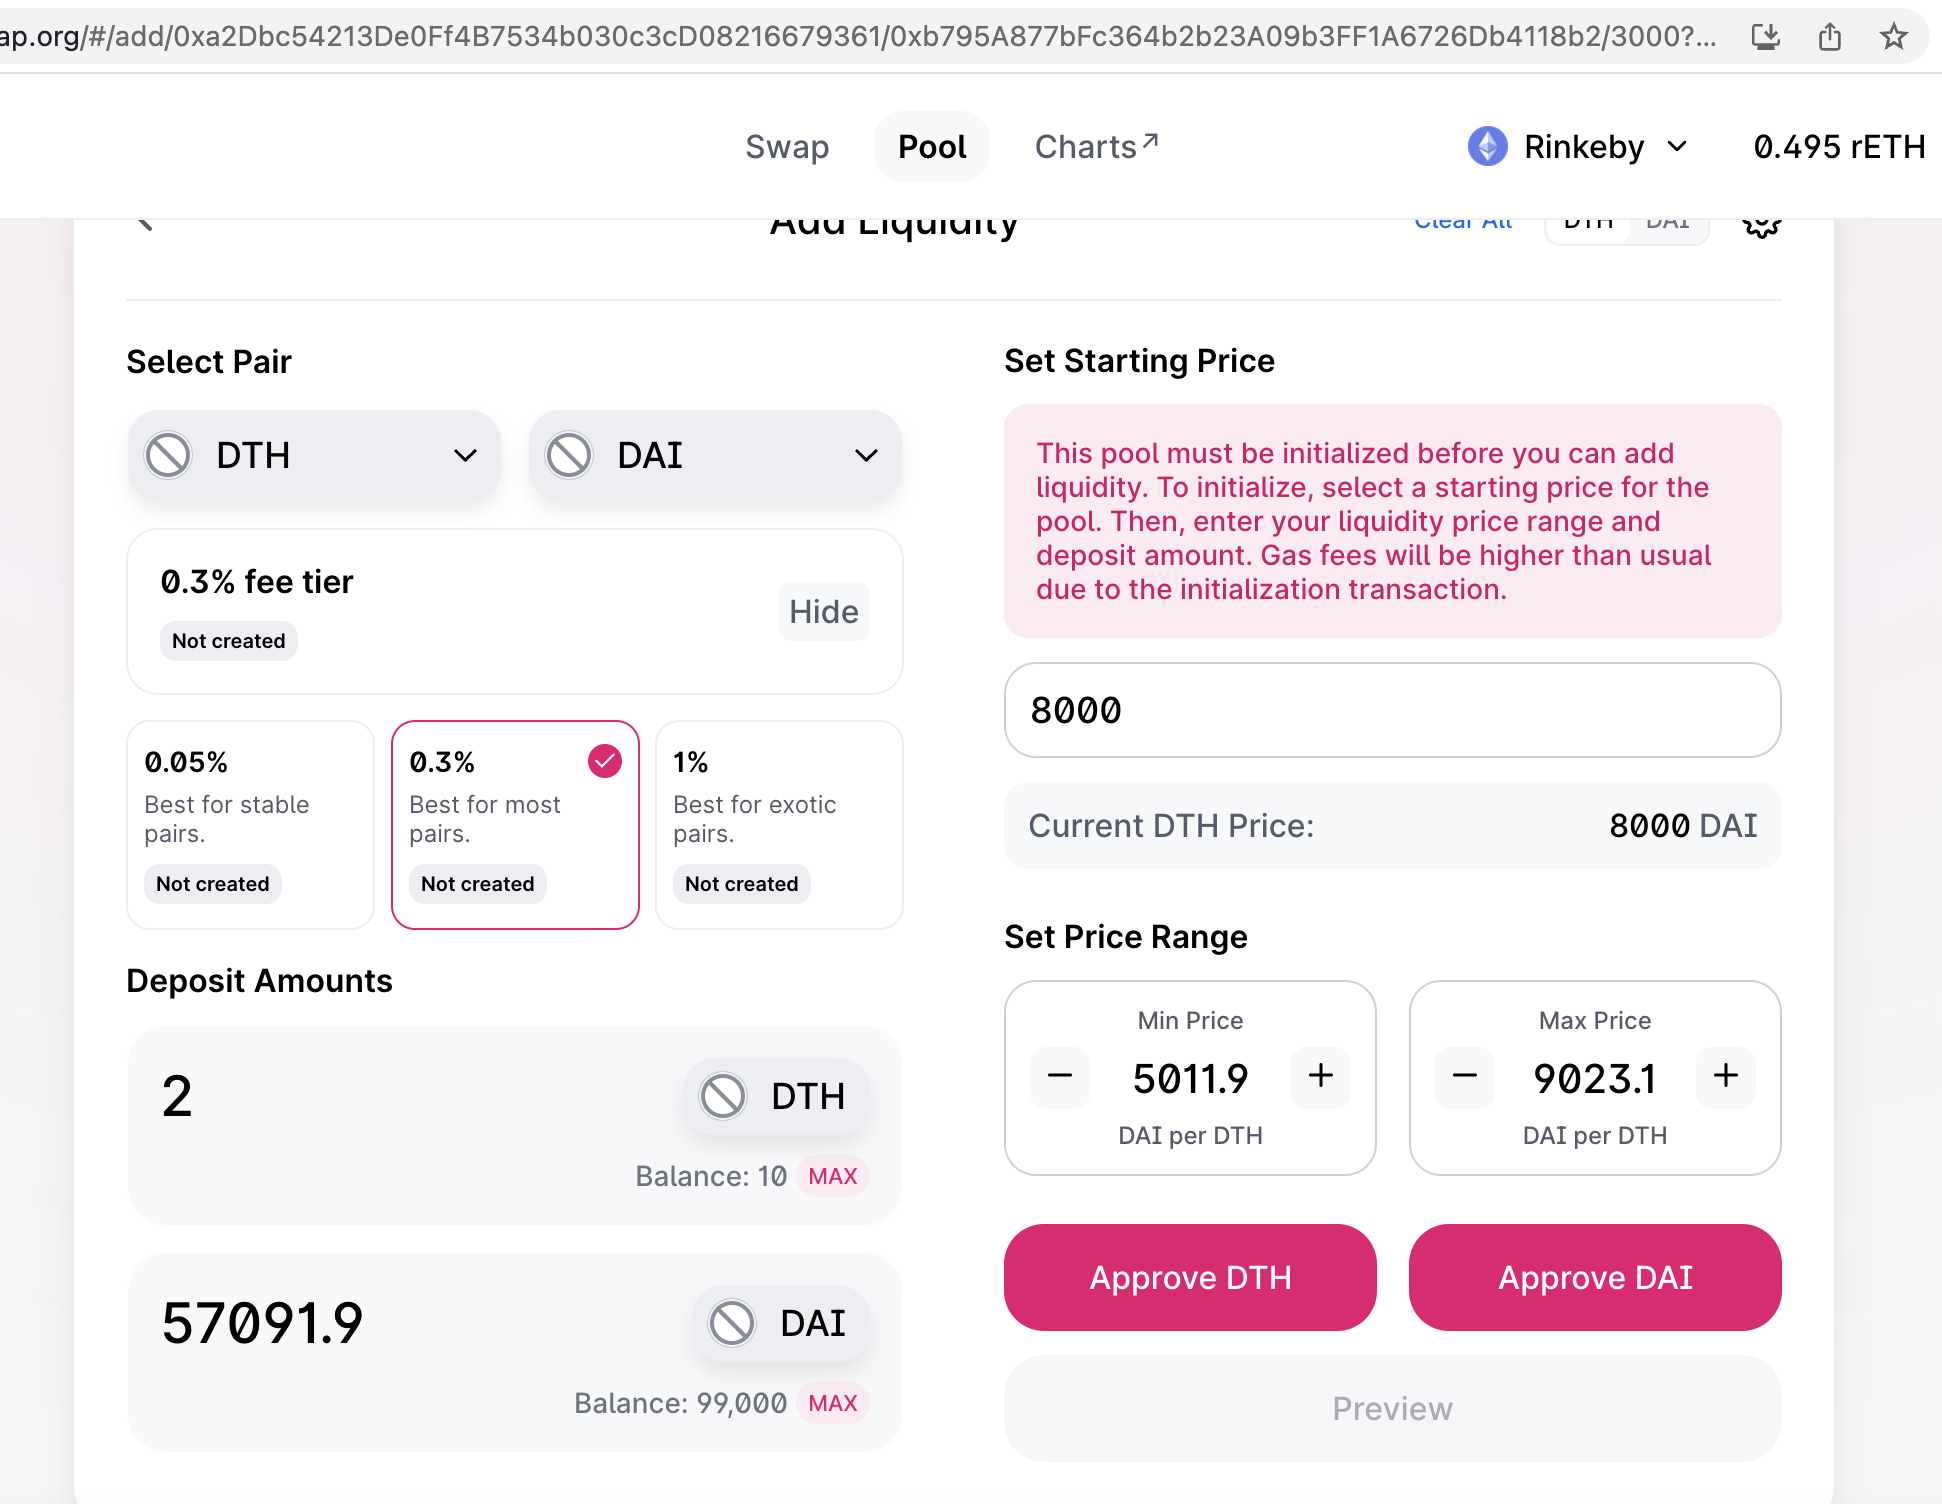 ap.org/#/add/0xa2Dbc54213De0Ff4B7534b030c3cD08216679361/0xb795A877bFc364b2b23A09b3FF1A6726Db4118b2/3000?...
Swap
Pool
Charts↗
Rinkeby
0.495 rETH
Add Liquidity
Clear All
DTH
DAI
Select Pair
DTH
DAI
0.3% fee tier
Not created
Hide
0.05%
Best for stable
pairs.
Not created
0.3%
Best for most
pairs.
Not created
1%
Best for exotic
pairs.
Not created
Deposit Amounts
2
DTH
Balance: 10 MAX
57091.9
DAI
Balance: 99,000 MAX
Set Starting Price
This pool must be initialized before you can add
liquidity. To initialize, select a starting price for the
pool. Then, enter your liquidity price range and
deposit amount. Gas fees will be higher than usual
due to the initialization transaction.
8000
Current DTH Price:
8000 DAI
Set Price Range
Min Price
− 5011.9 +
DAI per DTH
Max Price
− 9023.1 +
DAI per DTH
Approve DTH
Approve DAI
Preview